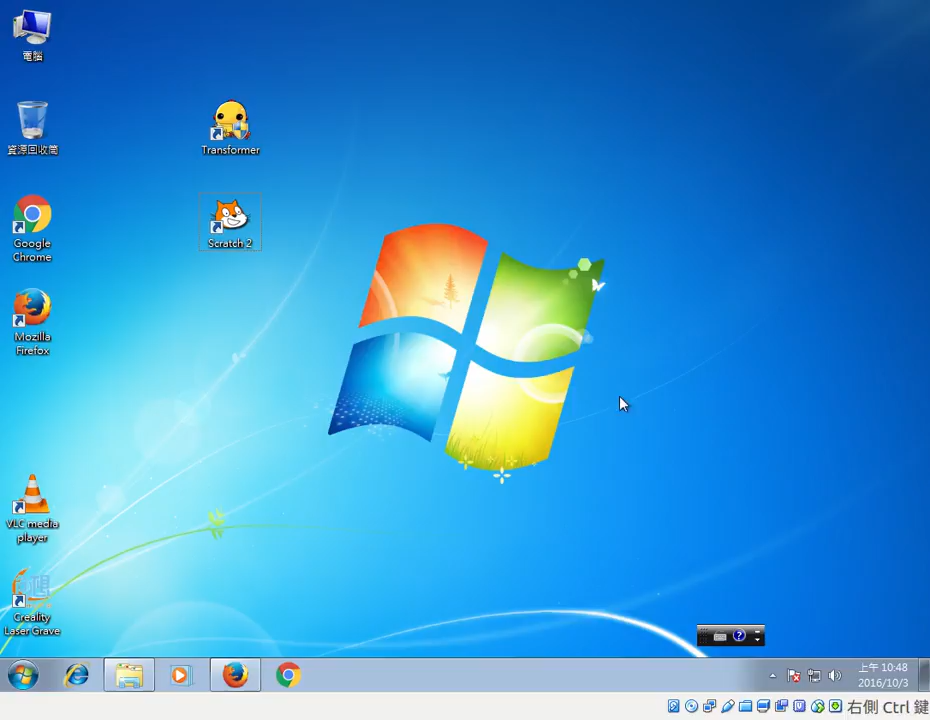 電腦
資源回收筒
Transformer
Google
Chrome
Scratch 2
Mozilla
Firefox
VLC media
player
Creality
Laser Grave
上午 10:48
2016/10/3
右側 Ctrl 鍵